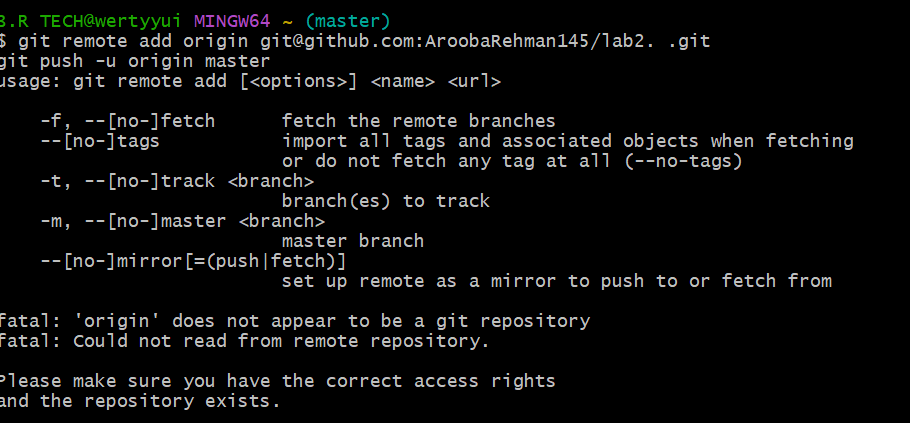 B.R TECH@wertyyui MINGW64 ~ (master)
$ git remote add origin git@github.com:AroobaRehman145/lab2. .git
git push -u origin master
usage: git remote add [<options>] <name> <url>
-f, --[no-]fetch fetch the remote branches
--[no-]tags import all tags and associated objects when fetching
or do not fetch any tag at all (--no-tags)
-t, --[no-]track <branch>
branch(es) to track
-m, --[no-]master <branch>
master branch
--[no-]mirror[=(push|fetch)]
set up remote as a mirror to push to or fetch from
fatal: 'origin' does not appear to be a git repository
fatal: Could not read from remote repository.
Please make sure you have the correct access rights
and the repository exists.